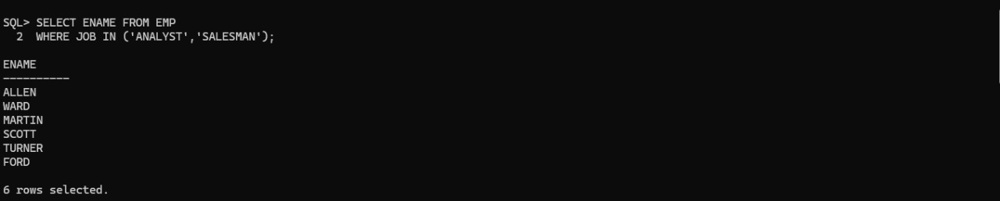 SQL> SELECT ENAME FROM EMP
  2  WHERE JOB IN ('ANALYST','SALESMAN');
ENAME
----------
ALLEN
WARD
MARTIN
SCOTT
TURNER
FORD
6 rows selected.